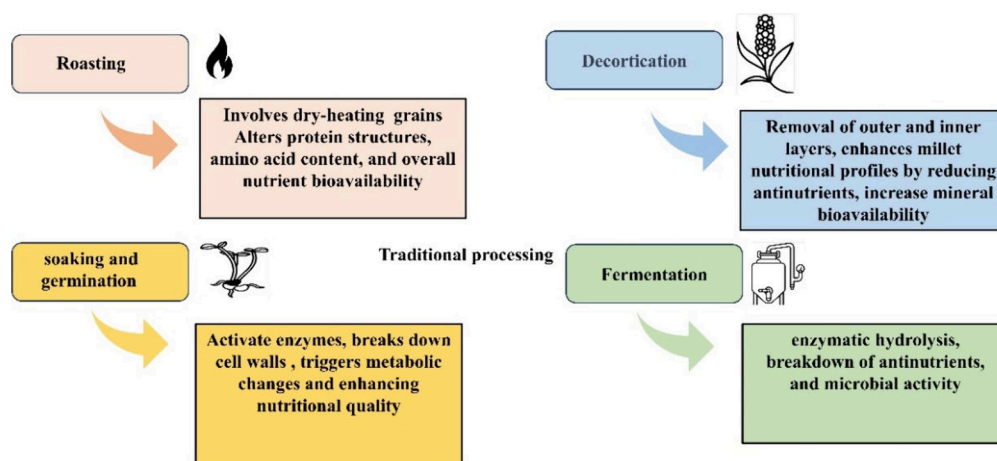 Roasting
Involves dry-heating grains
Alters protein structures,
amino acid content, and overall
nutrient bioavailability
Decortication
Removal of outer and inner
layers, enhances millet
nutritional profiles by reducing
antinutrients, increase mineral
bioavailability
Traditional processing
soaking and
germination
Activate enzymes, breaks down
cell walls , triggers metabolic
changes and enhancing
nutritional quality
Fermentation
enzymatic hydrolysis,
breakdown of antinutrients,
and microbial activity